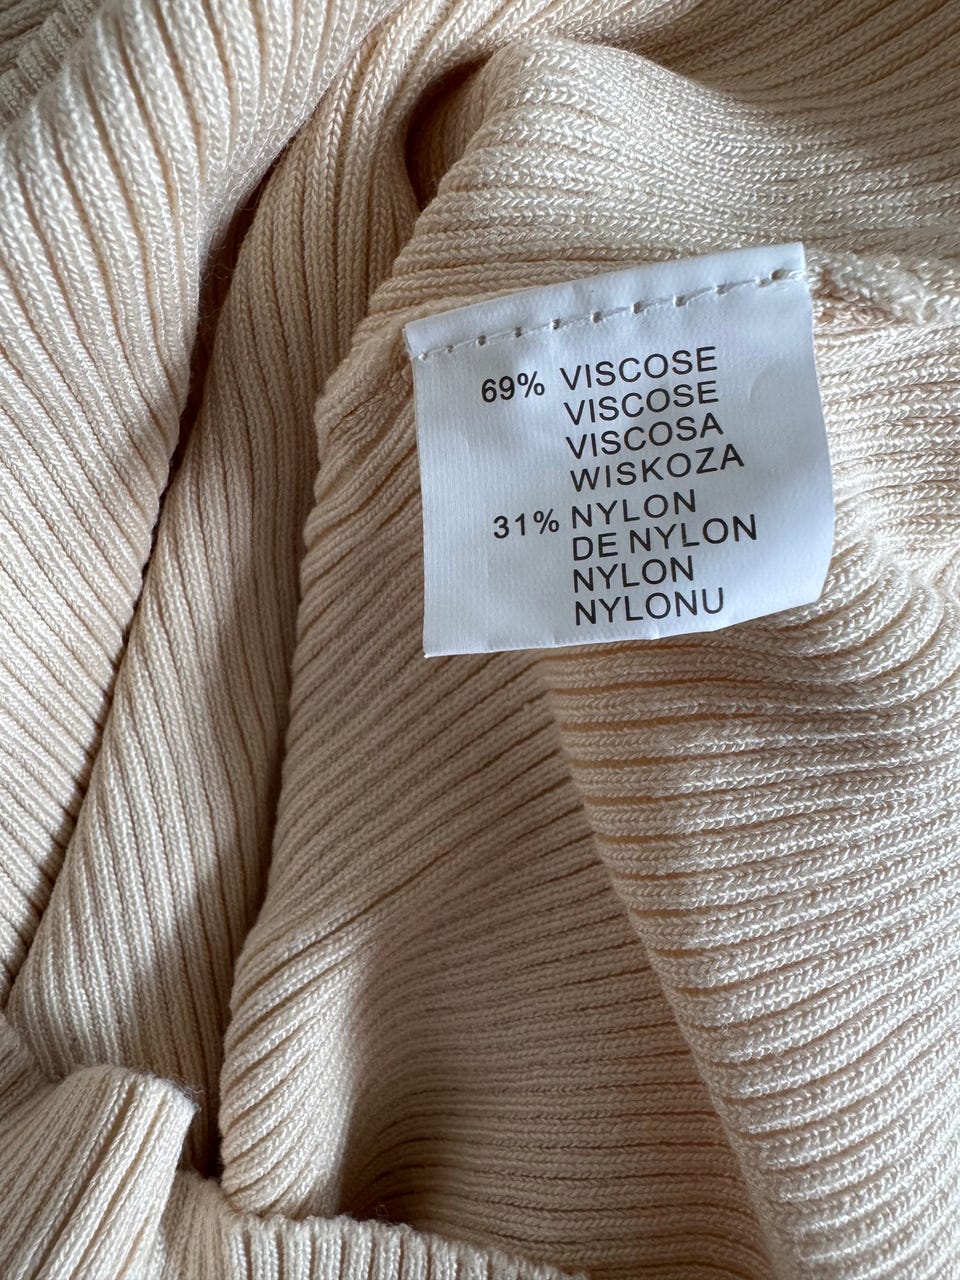 69% VISCOSE
VISCOSE
VISCOSA
WISKOZA
31% NYLON
DE NYLON
NYLON
NYLONU